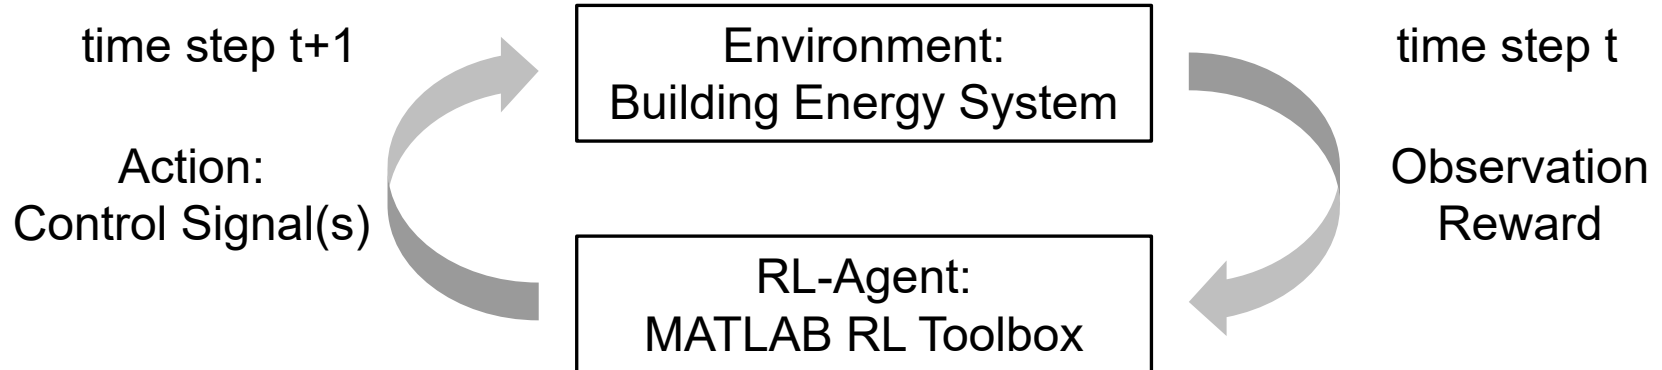 time step t+1
Environment:
Building Energy System
time step t
Action:
Control Signal(s)
Observation
Reward
RL-Agent:
MATLAB RL Toolbox